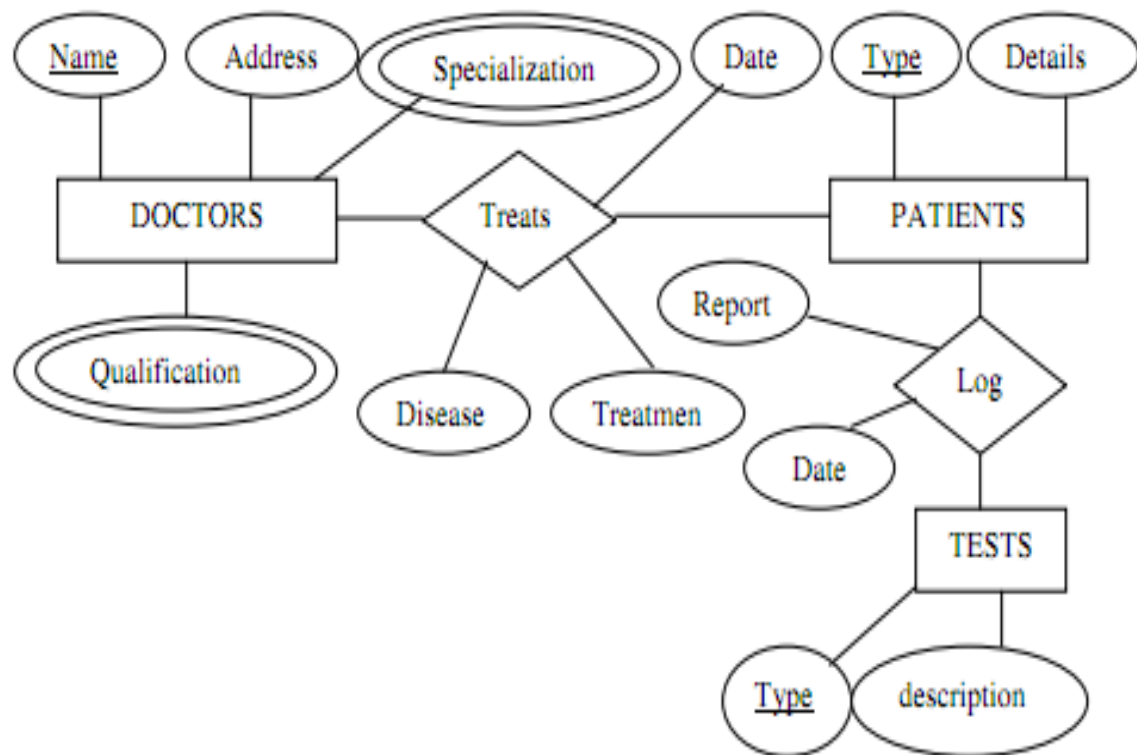 Name
Address
Specialization
Date
Type
Details
DOCTORS
Treats
PATIENTS
Report
Qualification
Disease
Treatmen
Log
Date
TESTS
Type
description